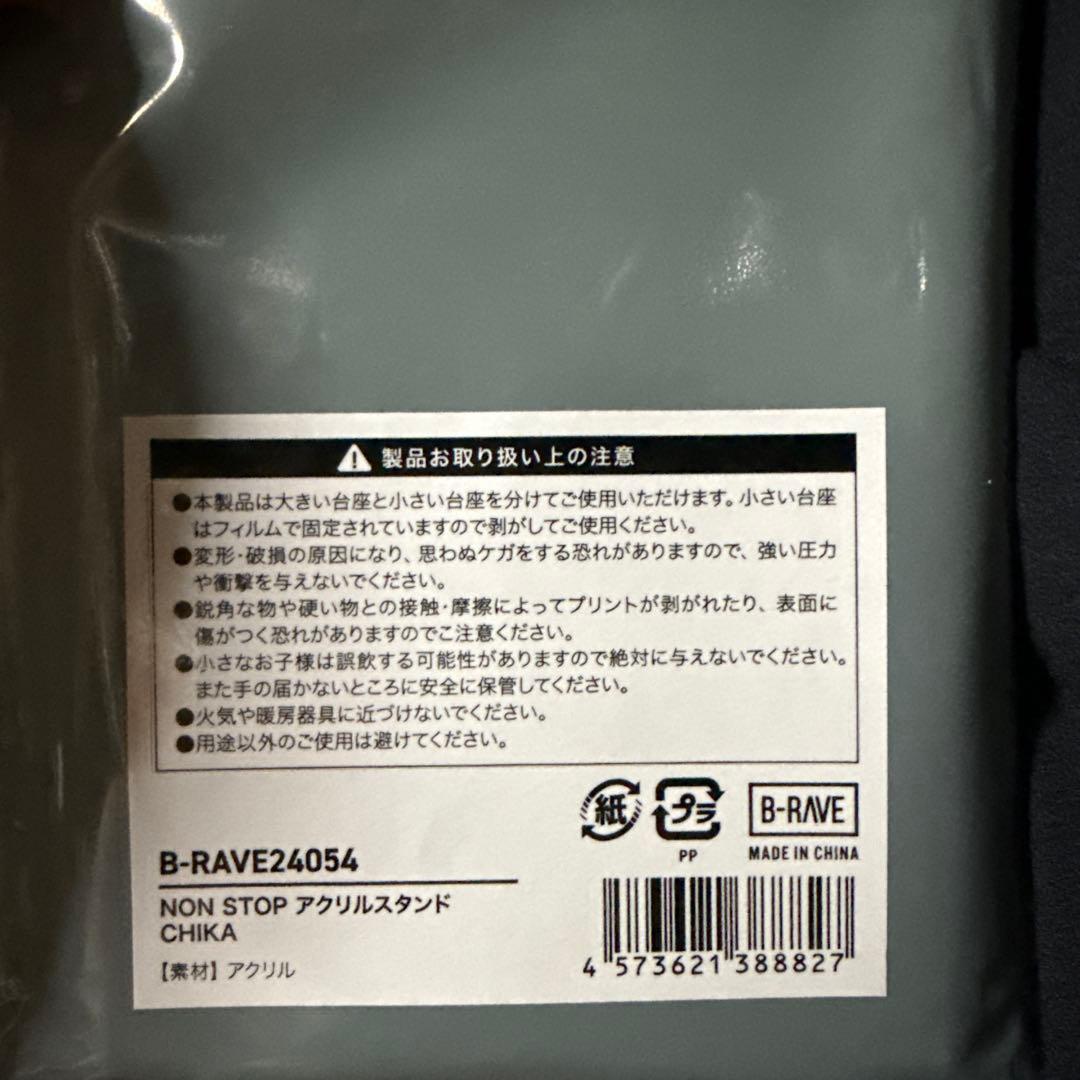 ⚠ 製品お取り扱い上の注意
●本製品は大きい台座と小さい台座を分けてご使用いただけます。小さい台座
はフィルムで固定されていますので剥がしてご使用ください。
●変形・破損の原因になり、思わぬケガをする恐れがありますので、強い圧力
や衝撃を与えないでください。
●鋭角な物や硬い物との接触・摩擦によってプリントが剥がれたり、表面に
傷がつく恐れがありますのでご注意ください。
●小さなお子様は誤飲する可能性がありますので絶対に与えないでください。
また手の届かないところに安全に保管してください。
●火気や暖房器具に近づけないでください。
●用途以外のご使用は避けてください。
紙 プラ B-RAVE
PP MADE IN CHINA
B-RAVE24054
NON STOP アクリルスタンド
CHIKA
【素材】アクリル
4 573621 388827